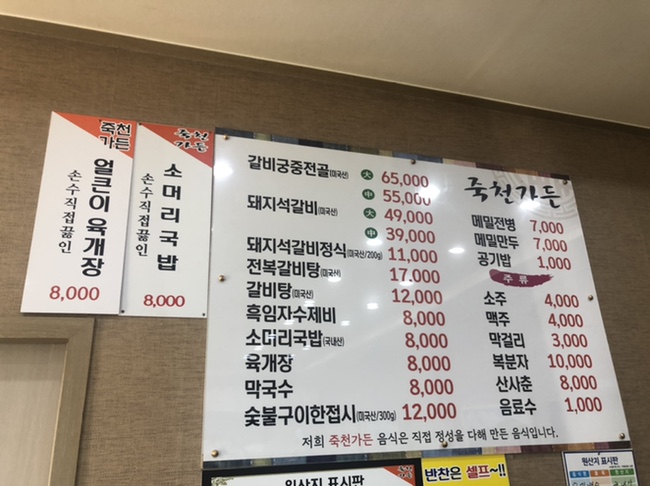 죽천
가든
얼큰이 육개장
손수직접끓인
8,000
죽천
가든
소머리국밥
손수직접끓인
8,000
죽천가든
갈비궁중전골(미국산) 大 65,000
中 55,000
돼지석갈비(미국산) 大 49,000
中 39,000
돼지석갈비정식(미국산/200g) 11,000
전복갈비탕(미국산) 17,000
갈비탕(미국산) 12,000
흑임자수제비 8,000
소머리국밥(국내산) 8,000
육개장 8,000
막국수 8,000
숯불구이한접시(미국산/300g) 12,000
메밀전병 7,000
메밀만두 7,000
공기밥 1,000
주류
소주 4,000
맥주 4,000
막걸리 3,000
복분자 10,000
산사춘 8,000
음료수 1,000
저희 죽천가든 음식은 직접 정성을 다해 만든 음식입니다.
원산지 표시판
죽천가든
반찬은 셀프~!!
원산지 표시판